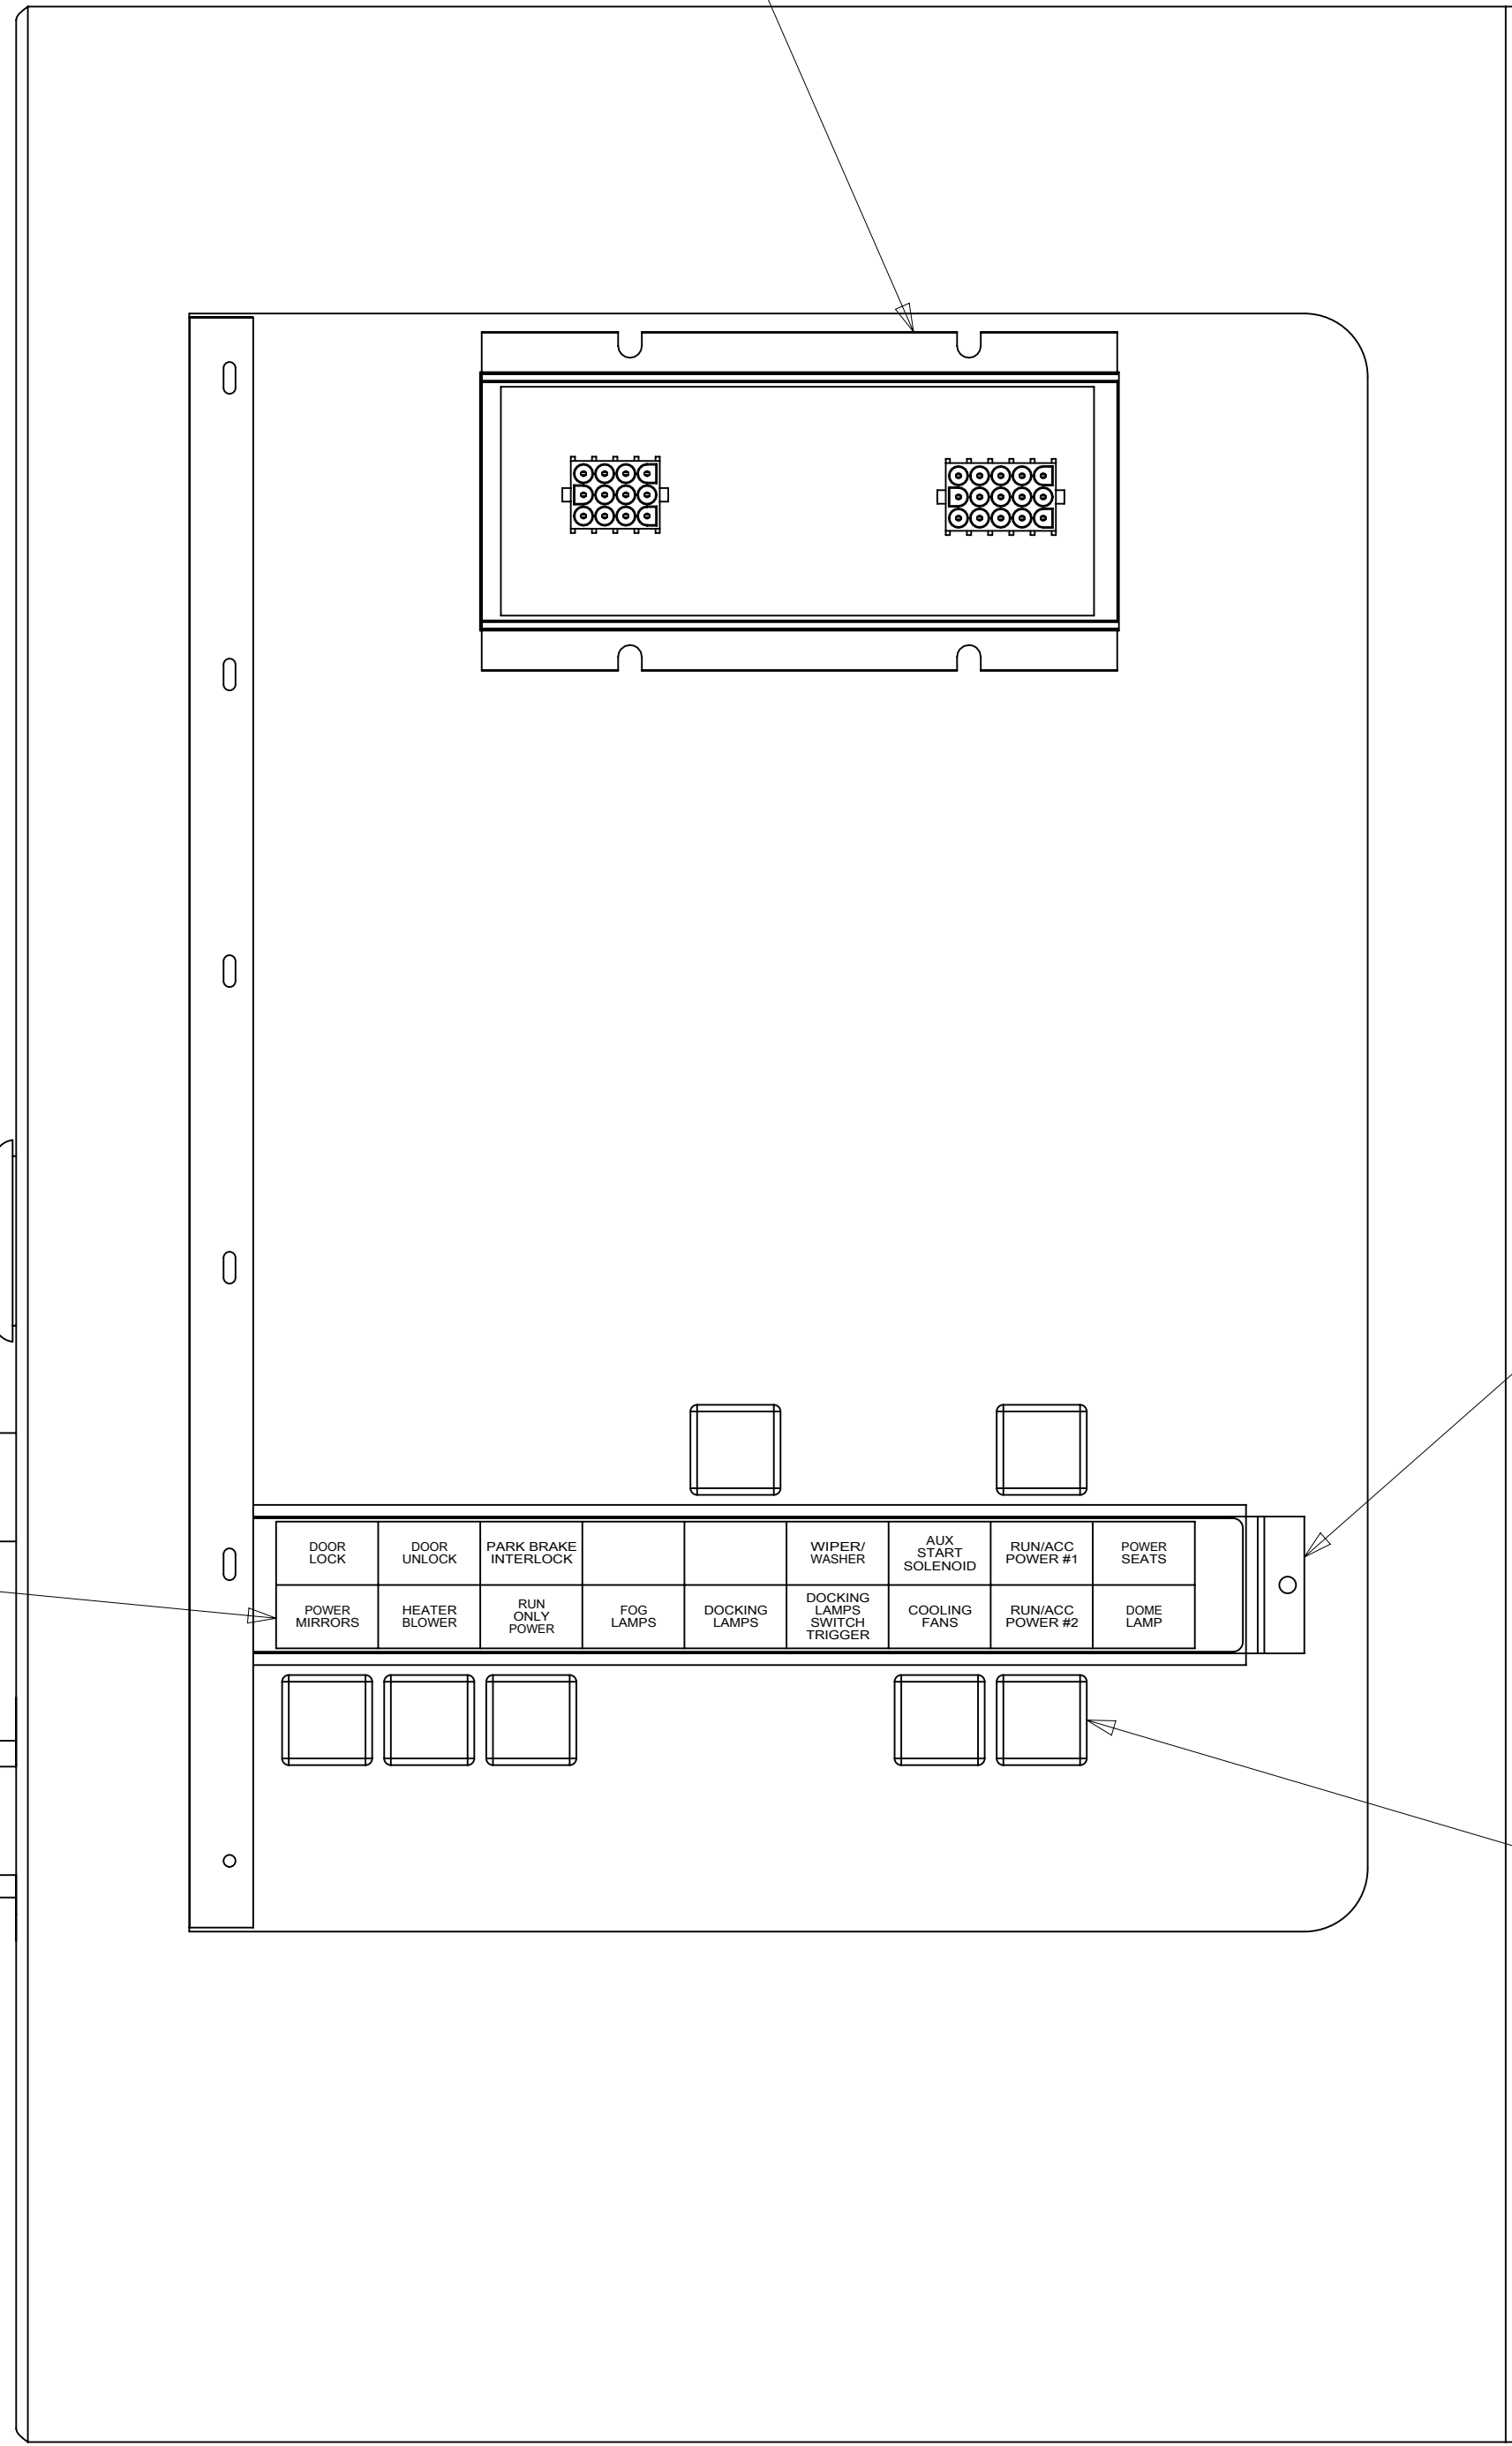 DOOR
LOCK
DOOR
UNLOCK
PARK BRAKE
INTERLOCK
WIPER/
WASHER
AUX
START
SOLENOID
RUN/ACC
POWER #1
POWER
SEATS
POWER
MIRRORS
HEATER
BLOWER
RUN
ONLY
POWER
FOG
LAMPS
DOCKING
LAMPS
DOCKING
LAMPS
SWITCH
TRIGGER
COOLING
FANS
RUN/ACC
POWER #2
DOME
LAMP